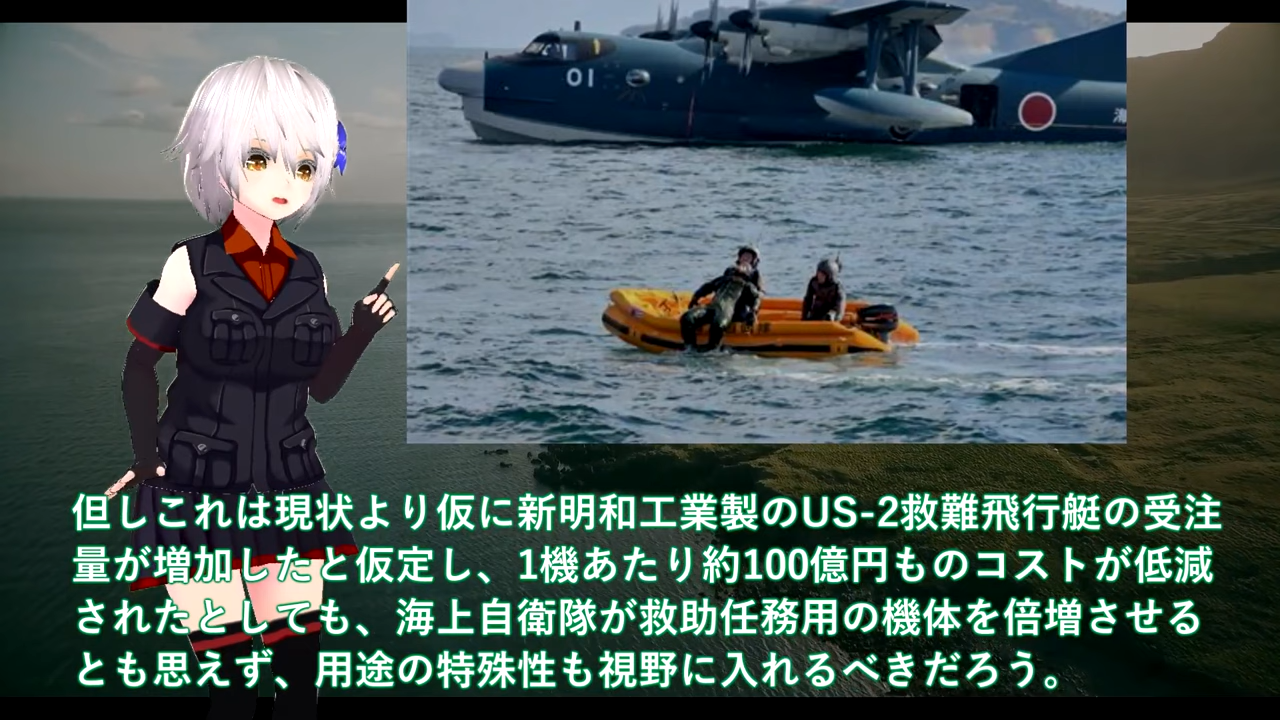 01
海
但しこれは現状より仮に新明和工業製のUS-2救難飛行艇の受注
量が増加したと仮定し、1機あたり約100億円ものコストが低減
されたとしても、海上自衛隊が救助任務用の機体を倍増させる
とも思えず、用途の特殊性も視野に入れるべきだろう。